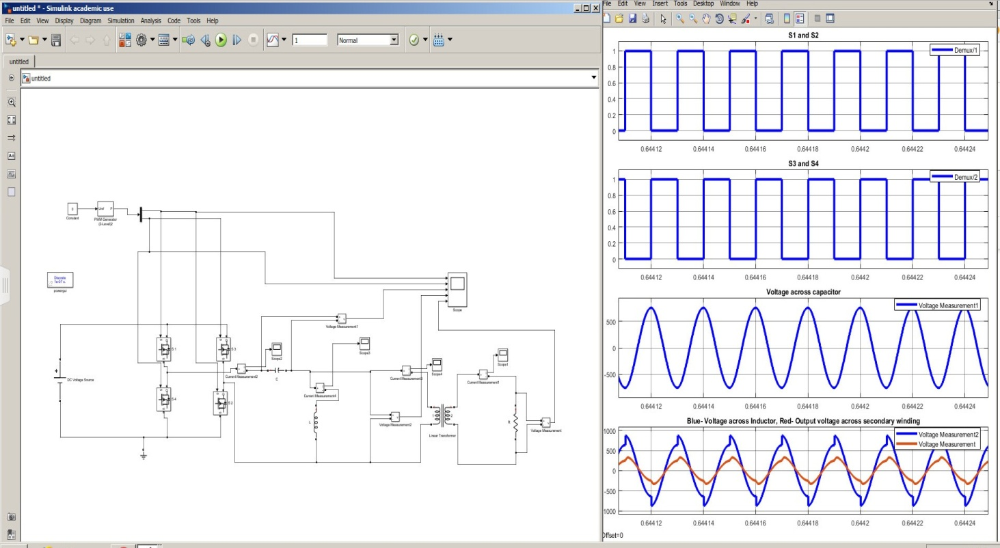 untitled * - Simulink academic use
File Edit View Display Diagram Simulation Analysis Code Tools Help
1
Normal
untitled
untitled
Constant
Uref P
PWM Generator
(2-Level)2
Discrete
1e-07 s.
powergui
Scope
Voltage Measurement1
S 1
S 3
Scope2
Scope3
DC Voltage Source
Current Measurement2
C
Scope4
Scope1
Current Measurement3
Current Measurement1
Current Measurement4
S 4
S 2
L
Voltage Measurement2
1
2
Linear Transformer
R
Voltage Measurement
File Edit View Insert Tools Desktop Window Help
S1 and S2
Demux/1
1
0.8
0.6
0.4
0.2
0
0.64412 0.64414 0.64416 0.64418 0.6442 0.64422 0.64424
S3 and S4
Demux/2
1
0.8
0.6
0.4
0.2
0
0.64412 0.64414 0.64416 0.64418 0.6442 0.64422 0.64424
Voltage across capacitor
Voltage Measurement1
500
0
-500
0.64412 0.64414 0.64416 0.64418 0.6442 0.64422 0.64424
Blue- Voltage across Inductor, Red- Output voltage across secondary winding
Voltage Measurement2
Voltage Measurement
1000
500
0
-500
1000
0.64412 0.64414 0.64416 0.64418 0.6442 0.64422 0.64424
Offset=0